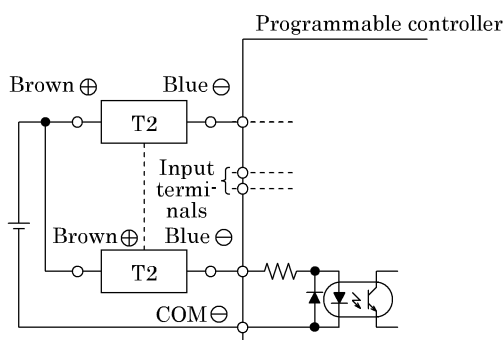 Programmable controller
Brown ⊕
Blue ⊖
T2
Input
termi-
nals
Brown ⊕
Blue ⊖
T2
COM ⊖